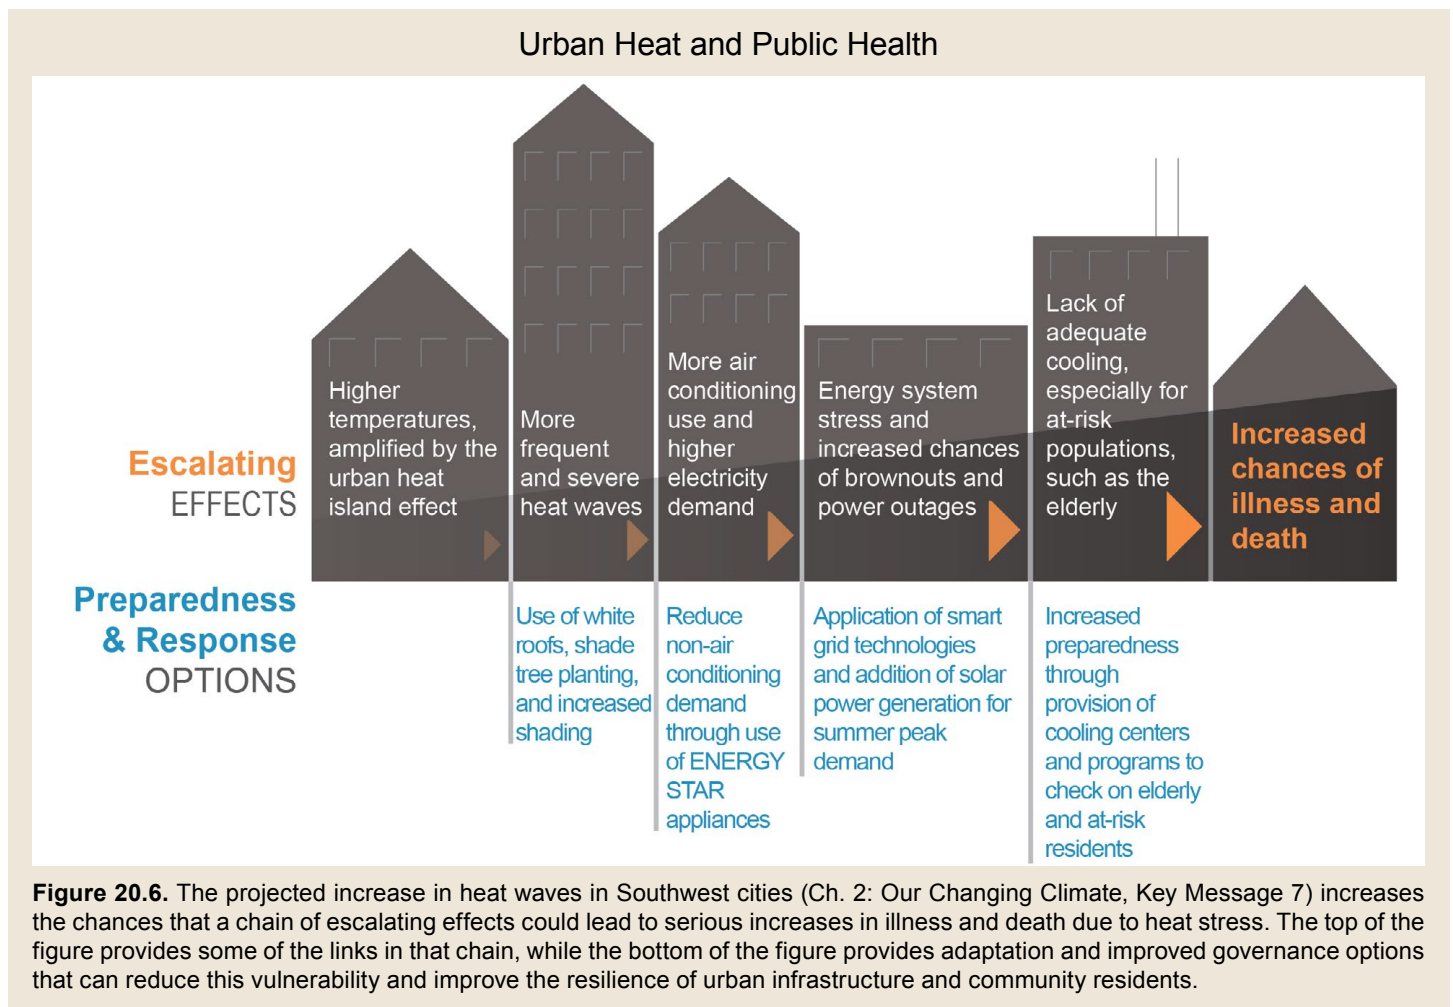 Urban Heat and Public Health
Higher
temperatures,
amplified by the
urban heat
island effect
More
frequent
and severe
heat waves
More air
conditioning
use and
higher
electricity
demand
Energy system
stress and
increased chances
of brownouts and
power outages
Lack of
adequate
cooling,
especially for
at-risk
populations,
such as the
elderly
Increased
chances of
illness and
death
Escalating
EFFECTS
Preparedness
& Response
OPTIONS
Use of white
roofs, shade
tree planting,
and increased
shading
Reduce
non-air
conditioning
demand
through use
of ENERGY
STAR
appliances
Application of smart
grid technologies
and addition of solar
power generation for
summer peak
demand
Increased
preparedness
through
provision of
cooling centers
and programs to
check on elderly
and at-risk
residents
Figure 20.6. The projected increase in heat waves in Southwest cities (Ch. 2: Our Changing Climate, Key Message 7) increases
the chances that a chain of escalating effects could lead to serious increases in illness and death due to heat stress. The top of the
figure provides some of the links in that chain, while the bottom of the figure provides adaptation and improved governance options
that can reduce this vulnerability and improve the resilience of urban infrastructure and community residents.